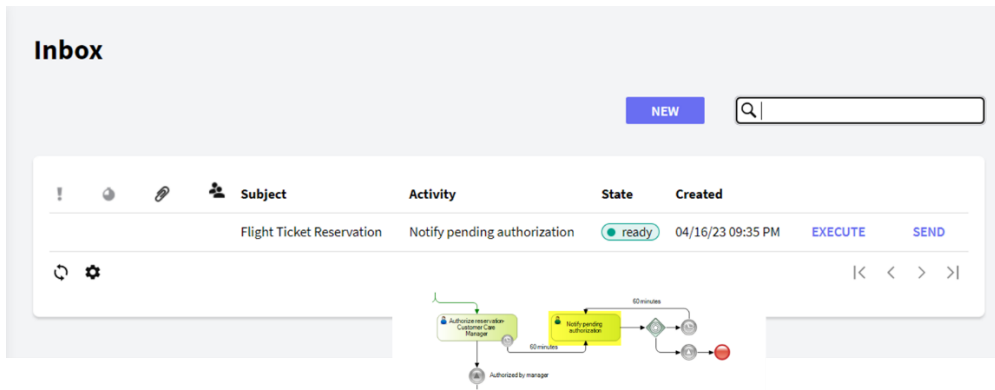 Inbox
NEW
Subject Activity State Created
Flight Ticket Reservation Notify pending authorization ready 04/16/23 09:35 PM EXECUTE SEND
60 minutes
Authorize reservation-
Customer Care
Manager
Notify pending
authorization
60 minutes
Authorized by manager